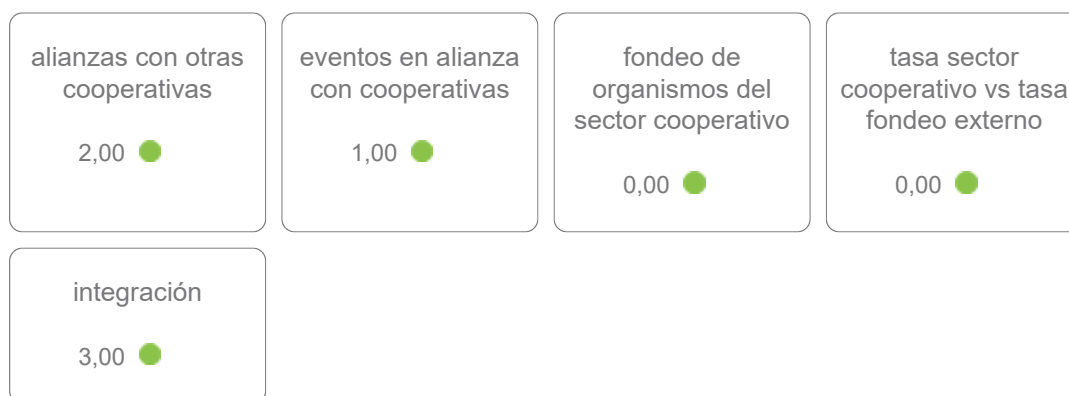 alianzas con otras
cooperativas
2,00
eventos en alianza
con cooperativas
1,00
fondeo de
organismos del
sector cooperativo
0,00
tasa sector
cooperativo vs tasa
fondeo externo
0,00
integración
3,00